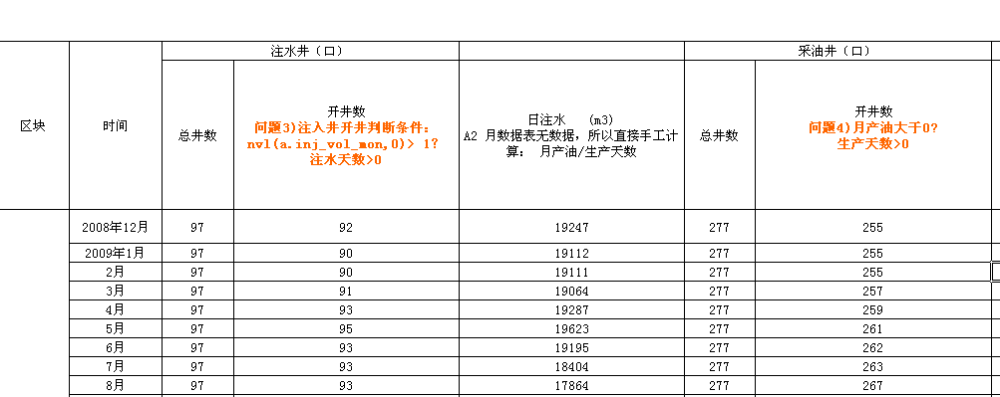 注水井（口） 采油井（口）
区块 时间 总井数 开井数 问题3)注入井开井判断条件： nvl(a.inj_vol_mon,0)> 1? 注水天数>0 日注水 (m3) A2 月数据表无数据，所以直接手工计算： 月产油/生产天数 总井数 开井数 问题4)月产油大于0? 生产天数>0
2008年12月 97 92 19247 277 255
2009年1月 97 90 19112 277 255
2月 97 90 19111 277 255
3月 97 91 19064 277 257
4月 97 93 19287 277 259
5月 97 95 19623 277 261
6月 97 93 19195 277 262
7月 97 93 18404 277 263
8月 97 93 17864 277 267